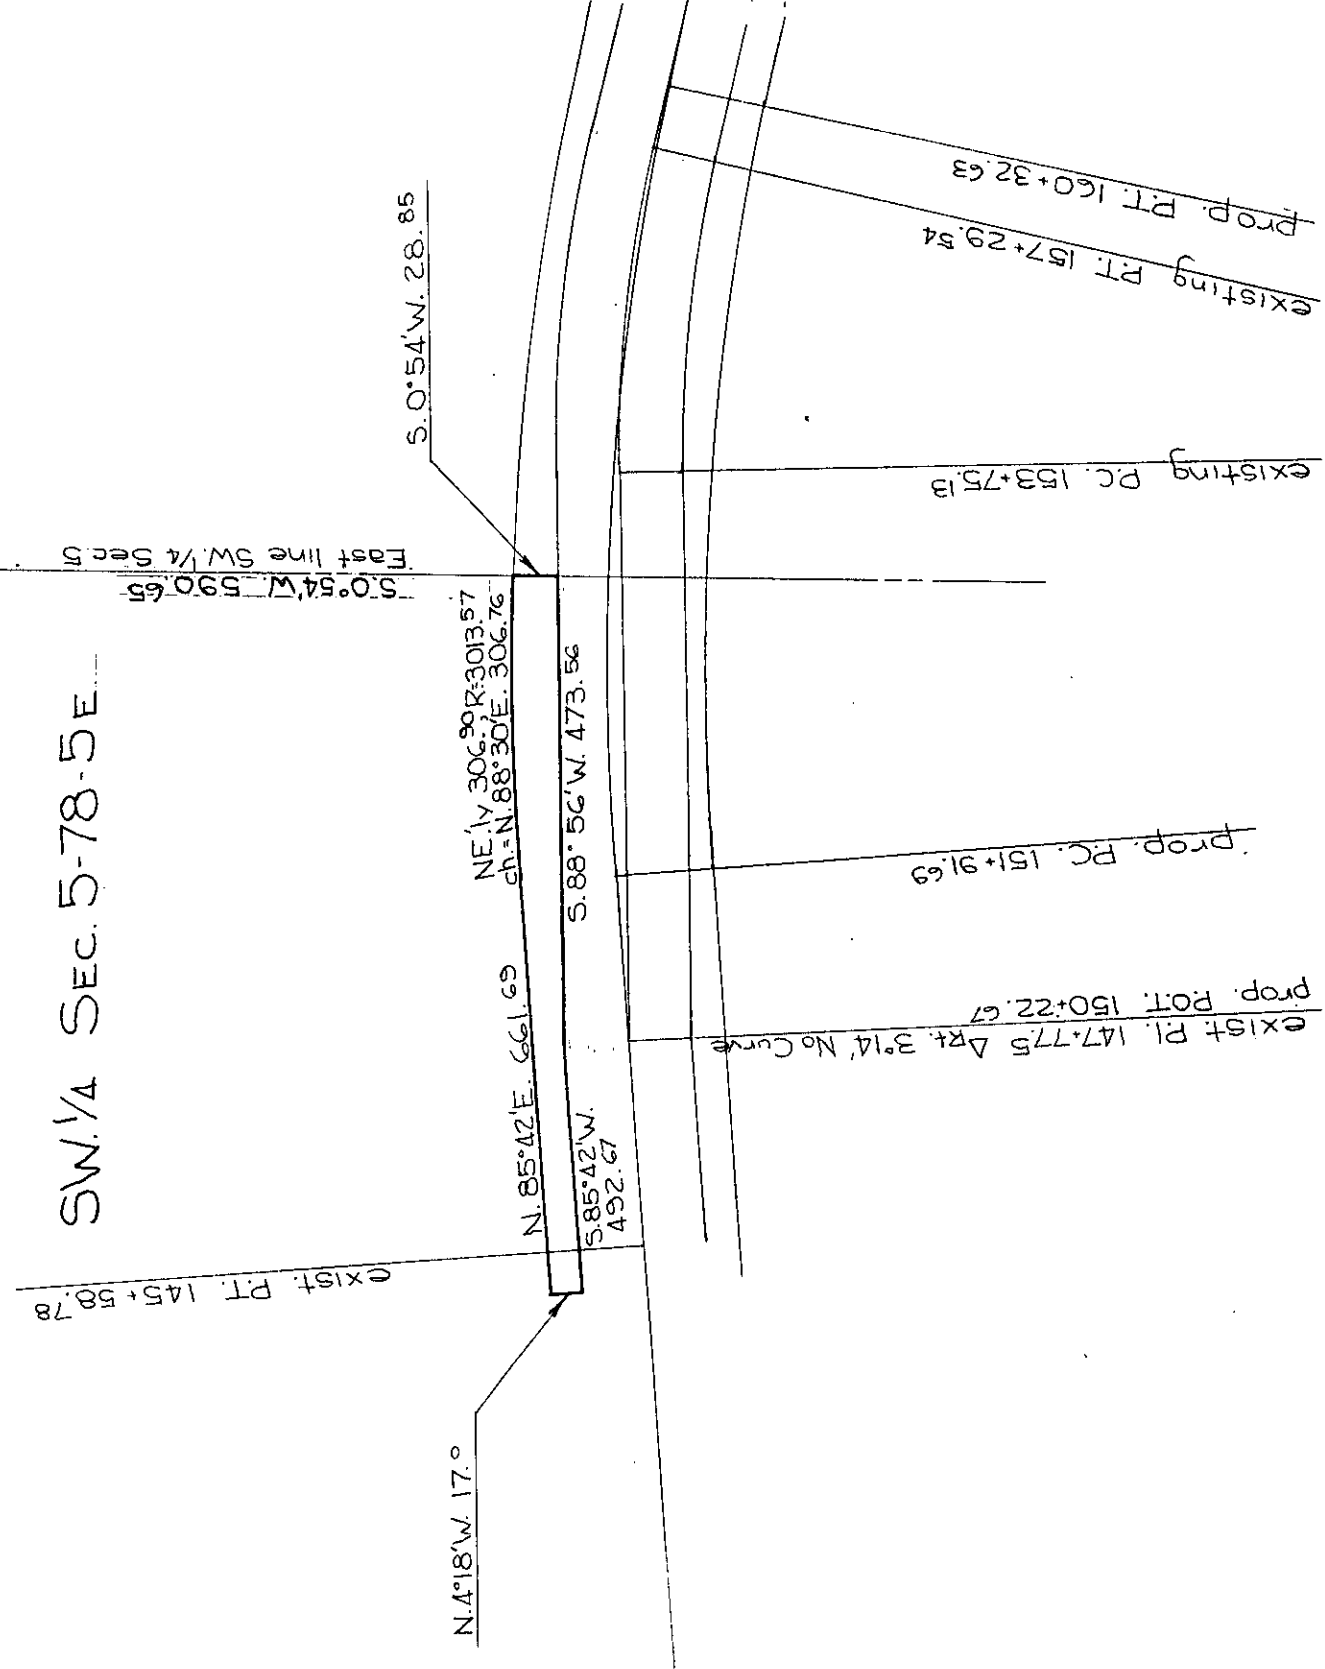 SW.1/4 SEC. 5-78-5E
S.0°54'W. 590.65
East line SW.1/4 Sec.5
S.0°54'W. 28.85
NE'ly 306.90, R=3013.57
ch.=N.88°30'E. 306.76
N.85°42'E. 661.69
S.88°56'W. 473.56
S.85°42'W.
492.67
N.4°18'W. 17.0
exist. P.T. 145+58.78
exist. P.I. 147+77.5 Δ Rt. 3°14' No Curve
prop. P.O.T. 150+22.67
prop. P.C. 151+91.69
existing P.C. 153+75.13
existing P.T. 157+29.54
prop. P.T. 160+32.63